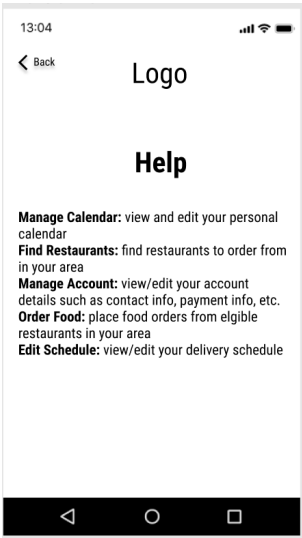 13:04
Back
Logo
Help
Manage Calendar: view and edit your personal
calendar
Find Restaurants: find restaurants to order from
in your area
Manage Account: view/edit your account
details such as contact info, payment info, etc.
Order Food: place food orders from elgible
restaurants in your area
Edit Schedule: view/edit your delivery schedule